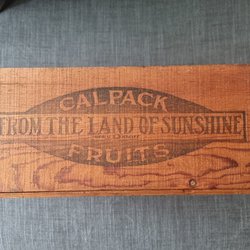 CALPACK
FROM THE LAND OF SUNSHINE
FRUITS